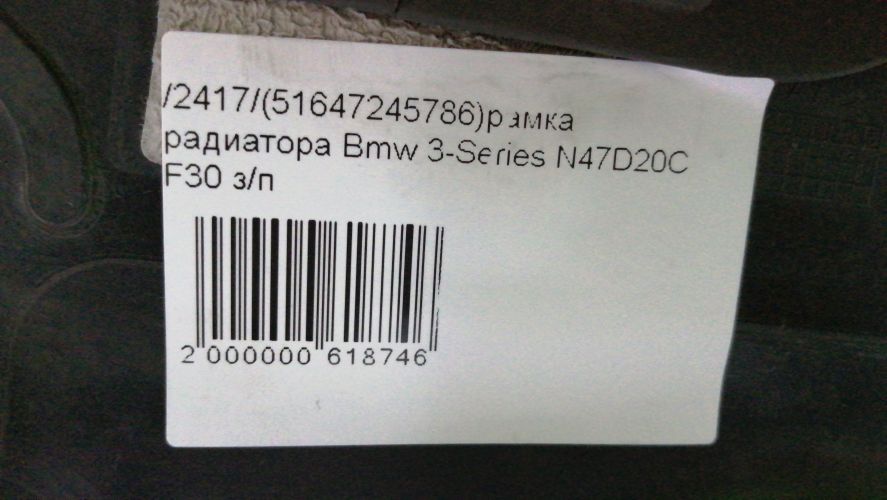 /2417/(51647245786)рамка
радиатора Bmw 3-Series N47D20C
F30 з/п
2 000000 618746